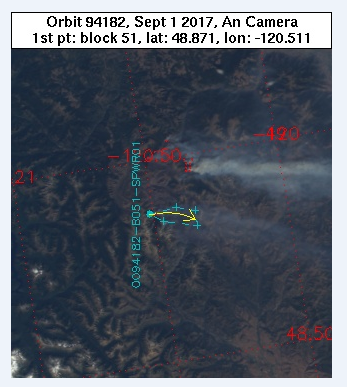 Orbit 94182, Sept 1 2017, An Camera
1st pt: block 51, lat: 48.871, lon: -120.511
-120.50
21
O094182-B051-SPWR01
48.50